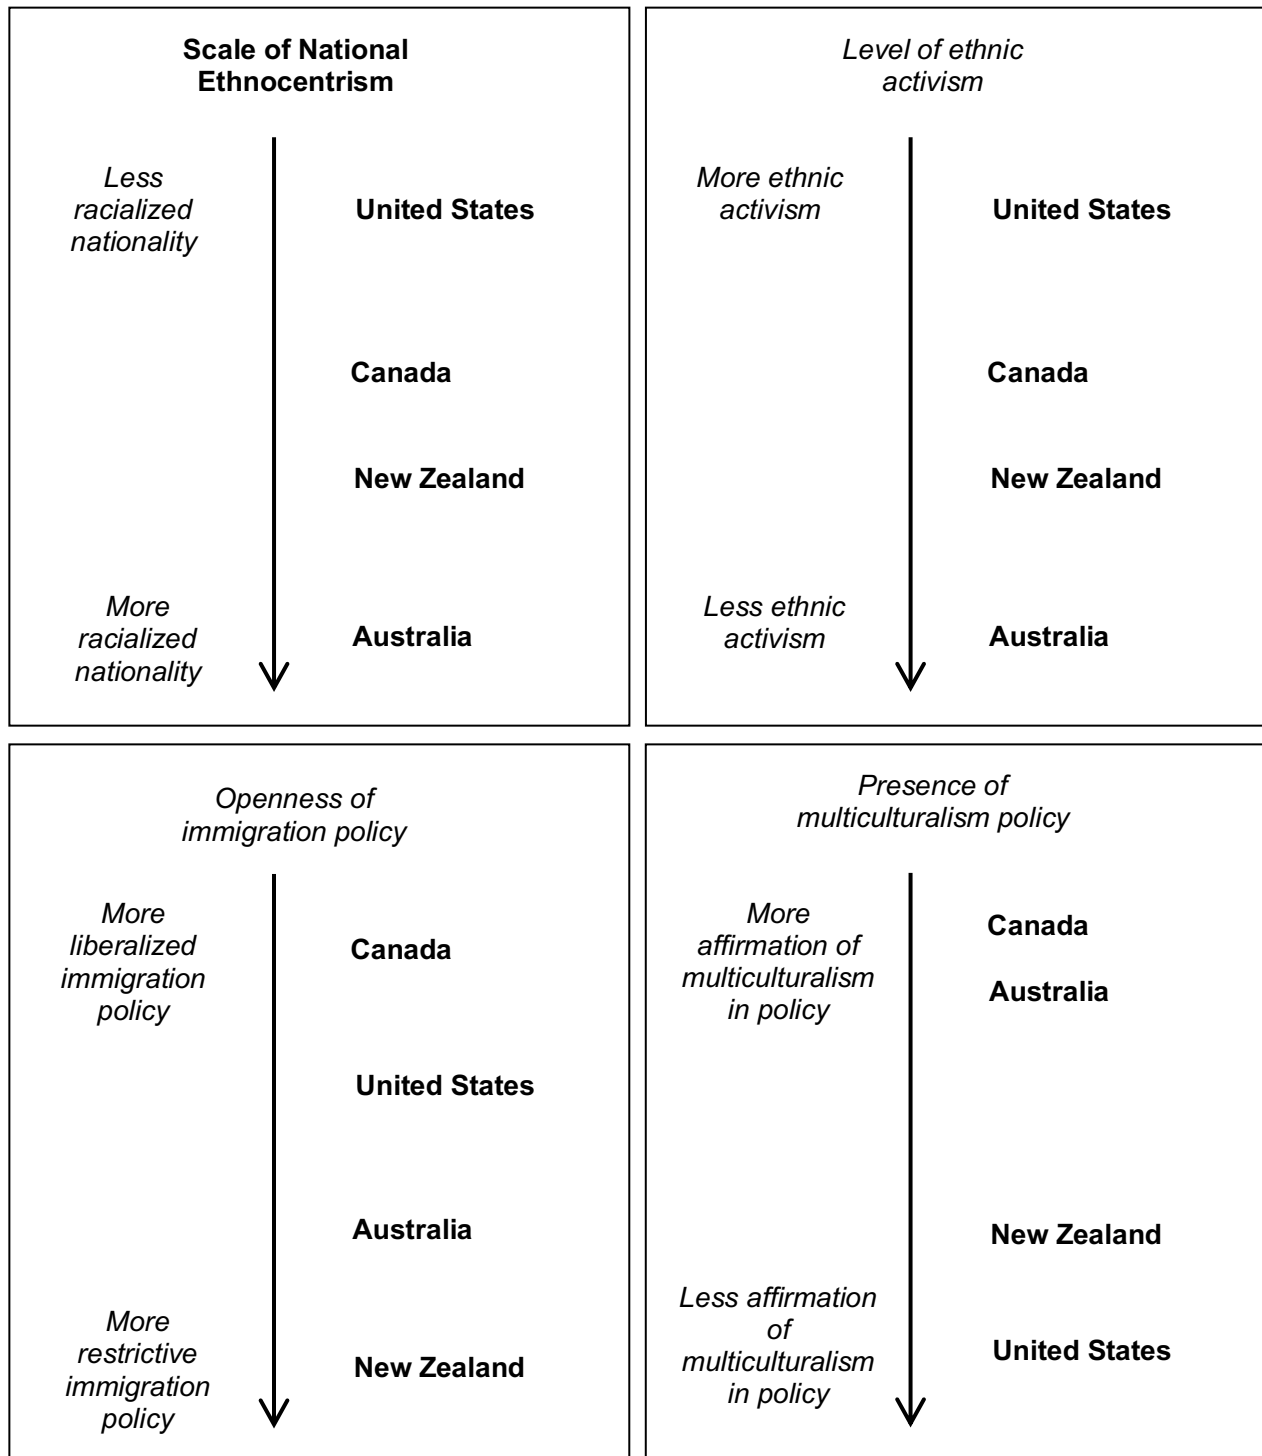 Scale of National
Ethnocentrism
Less
racialized
nationality
United States
Canada
New Zealand
More
racialized
nationality
Australia
Level of ethnic
activism
More ethnic
activism
United States
Canada
New Zealand
Less ethnic
activism
Australia
Openness of
immigration policy
More
liberalized
immigration
policy
Canada
United States
Australia
More
restrictive
immigration
policy
New Zealand
Presence of
multiculturalism policy
More
affirmation of
multiculturalism
in policy
Canada
Australia
New Zealand
Less affirmation
of
multiculturalism
in policy
United States